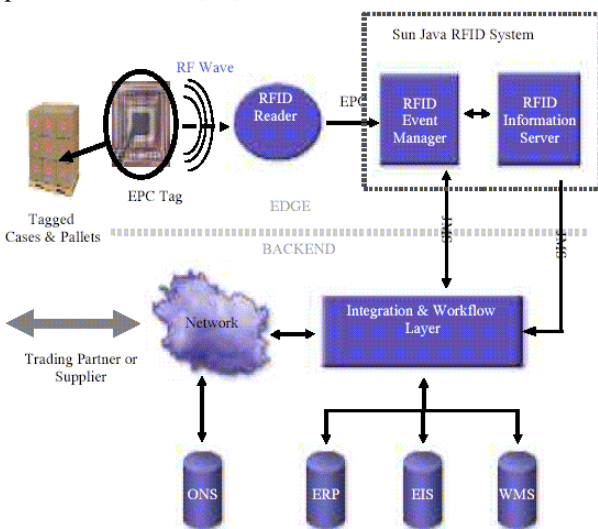 Sun Java RFID System
RF Wave
RFID
Reader
EPC
RFID
Event
Manager
RFID
Information
Server
EPC Tag
Tagged
Cases & Pallets
EDGE
BACKEND
JMS
JMS
Network
Integration & Workflow
Layer
Trading Partner or
Supplier
ONS
ERP
EIS
WMS